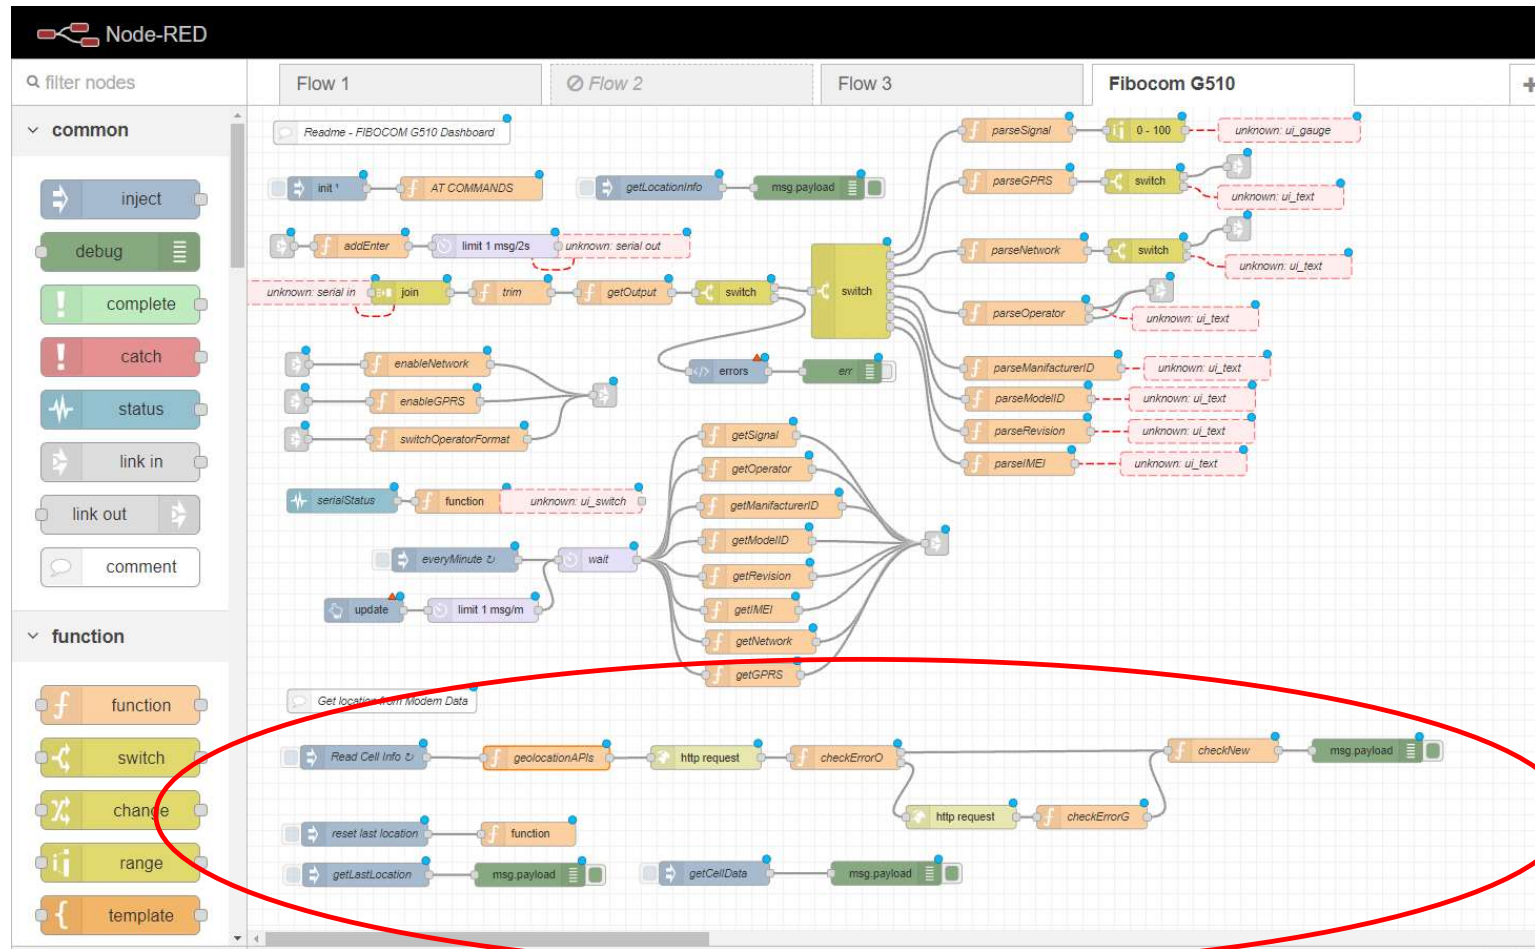 Node-RED
filter nodes
Flow 1
Flow 2
Flow 3
Fibocom G510
common
inject
debug
complete
catch
status
link in
link out
comment
function
function
switch
change
range
template
Readme - FIBOCOM G510 Dashboard
init ¹
AT COMMANDS
getLocationInfo
msg.payload
addEnter
limit 1 msg/2s
unknown: serial out
unknown: serial in
join
trim
getOutput
switch
switch
parseSignal
0 - 100
unknown: ui_gauge
parseGPRS
switch
unknown: ui_text
parseNetwork
switch
unknown: ui_text
parseOperator
unknown: ui_text
errors
err
parseManifacturerID
unknown: ui_text
parseModelID
unknown: ui_text
parseRevision
unknown: ui_text
parseIMEI
unknown: ui_text
enableNetwork
enableGPRS
switchOperatorFormat
serialStatus
function
unknown: ui_switch
everyMinute ↻
wait
update
limit 1 msg/m
getSignal
getOperator
getManifacturerID
getModelID
getRevision
getIMEI
getNetwork
getGPRS
Get location from Modem Data
Read Cell Info ↻
geolocationAPIs
http request
checkErrorO
checkNew
msg.payload
http request
checkErrorG
reset last location
function
getLastLocation
msg.payload
getCellData
msg.payload